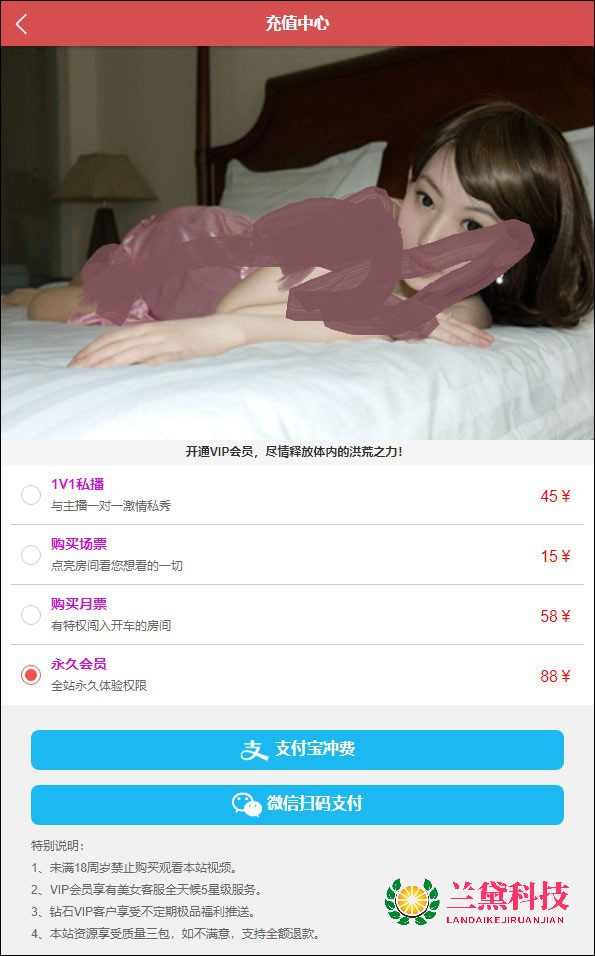 充值中心
开通VIP会员，尽情释放体内的洪荒之力！
1V1私播
与主播一对一激情私秀
45￥
购买场票
点亮房间看您想看的一切
15￥
购买月票
有特权闯入开车的房间
58￥
永久会员
全站永久体验权限
88￥
支付宝冲费
微信扫码支付
特别说明：
1、未满18周岁禁止购买观看本站视频。
2、VIP会员享有美女客服全天候5星级服务。
3、钻石VIP客户享受不定期极品福利推送。
4、本站资源享受质量三包，如不满意，支持全额退款。
兰黛科技
LANDAIKEJIRUANJIAN